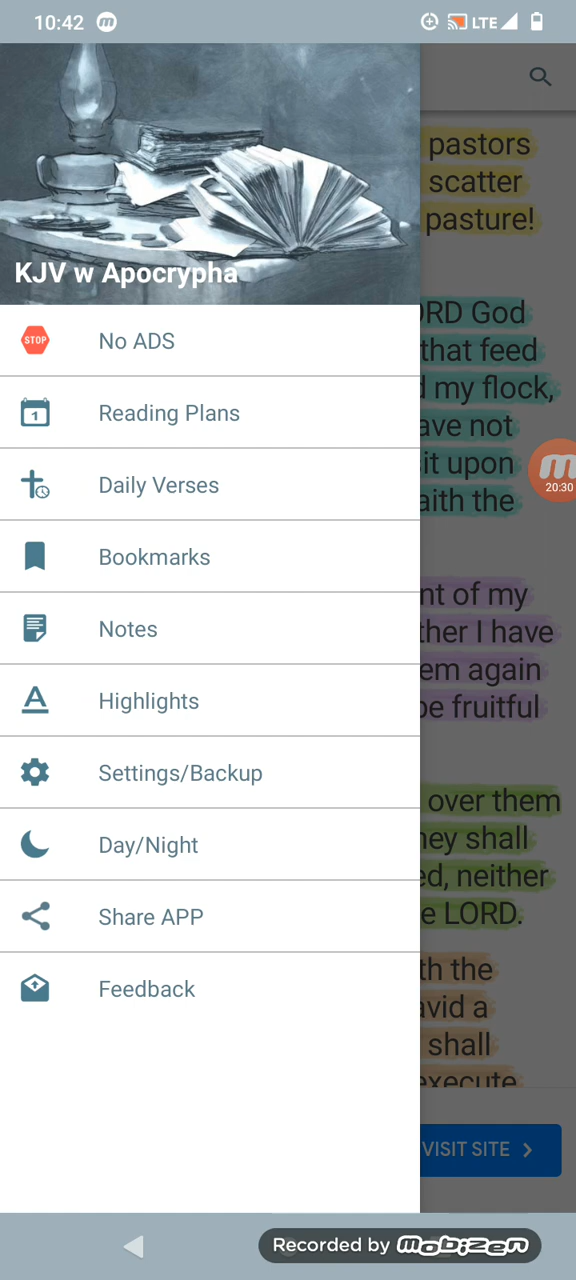 10:42 m LTE
KJV w Apocrypha
STOP No ADS
1 Reading Plans
Daily Verses
Bookmarks
Notes
Highlights
Settings/Backup
Day/Night
Share APP
Feedback
pastors
scatter
pasture!
ORD God
that feed
my flock,
ave not
it upon
aith the
nt of my
ther I have
em again
be fruitful
over them
hey shall
ed, neither
e LORD.
th the
avid a
shall
execute
m
20:30
VISIT SITE
Recorded by mobizen